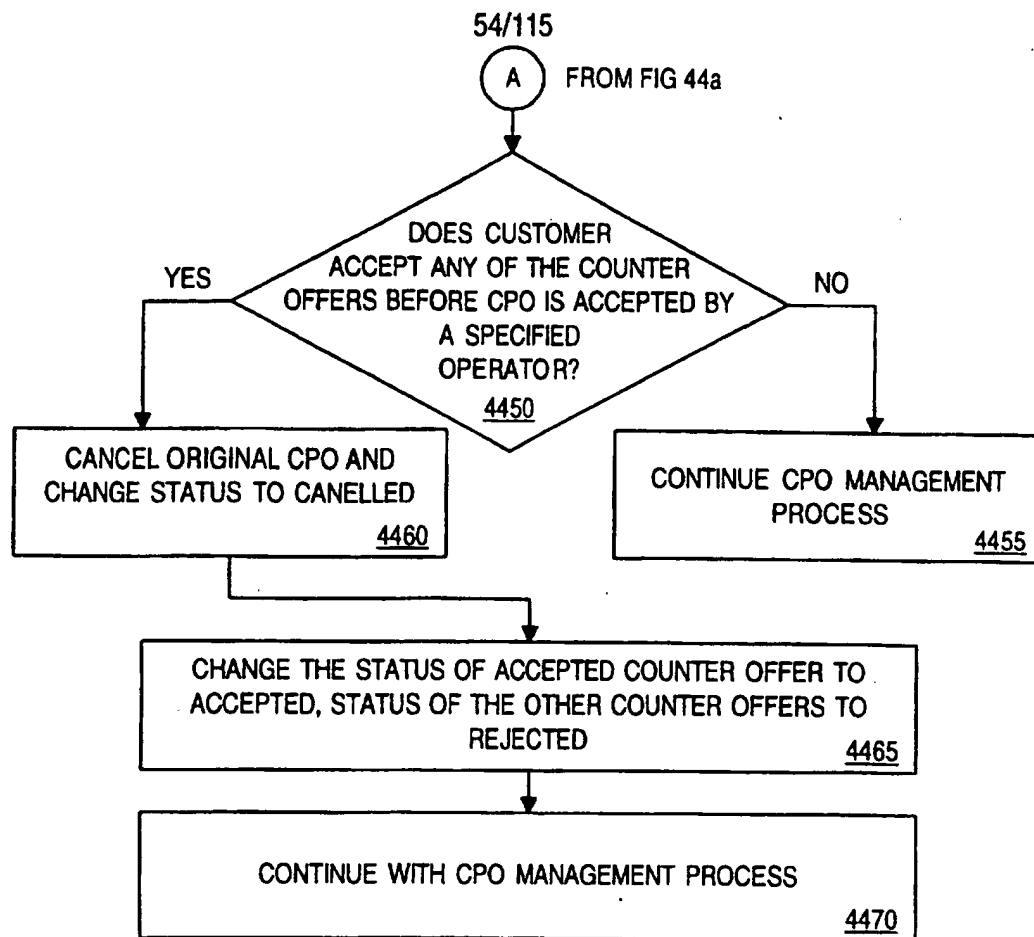 54/115
A FROM FIG 44a
DOES CUSTOMER
ACCEPT ANY OF THE COUNTER
OFFERS BEFORE CPO IS ACCEPTED BY
A SPECIFIED
OPERATOR?
4450
YES
NO
CANCEL ORIGINAL CPO AND
CHANGE STATUS TO CANELLED
4460
CONTINUE CPO MANAGEMENT
PROCESS
4455
CHANGE THE STATUS OF ACCEPTED COUNTER OFFER TO
ACCEPTED, STATUS OF THE OTHER COUNTER OFFERS TO
REJECTED
4465
CONTINUE WITH CPO MANAGEMENT PROCESS
4470